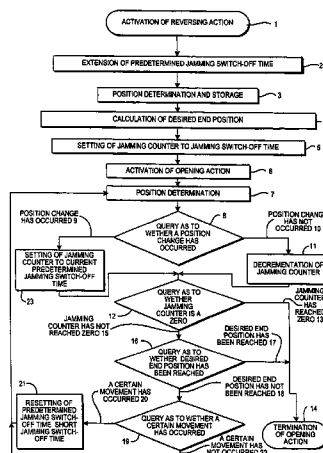 ACTIVATION OF REVERSING ACTION
1
EXTENSION OF PREDETERMINED JAMMING SWITCH-OFF TIME
2
POSITION DETERMINATION AND STORAGE
3
CALCULATION OF DESIRED END POSITION
SETTING OF JAMMING COUNTER TO JAMMING SWITCH-OFF TIME
5
ACTIVATION OF OPENING ACTION
6
POSITION DETERMINATION
7
POSITION CHANGE
HAS OCCURRED 9
8
QUERY AS TO
WETHER A POSITION
CHANGE HAS
OCCURRED
POSITION CHANGE
HAS NOT
OCCURRED 10
11
SETTING OF JAMMING
COUNTER TO CURRENT
PREDETERMINED
JAMMING SWITCH-OFF
TIME
23
DECREMENTATION OF
JAMMING COUNTER
QUERY AS TO
WETHER JAMMING
COUNTER IS A
ZERO
12
JAMMING
COUNTER
HAS
REACHED
ZERO 13
JAMMING
COUNTER HAS NOT
REACHED ZERO 15
16
QUERY AS TO
WETHER DESIRED
END POSITION HAS
BEEN REACHED
DESIRED
END POSITION HAS
BEEN REACHED 17
21
A CERTAIN
MOVEMENT HAS
OCCURRED 20
DESIRED
END POSTION HAS NOT
BEEN REACHED 18
14
RESETTING OF
PREDETERMINED
JAMMING SWITCH-
OFF TIME SHORT
JAMMING SWITCH-
OFF TIME
QUERY AS TO
WETHER A CERTAIN
MOVEMENT HAS
OCCURRED
19
TERMINATION OF
OPENING ACTION
A CERTAIN
MOVEMENT HAS